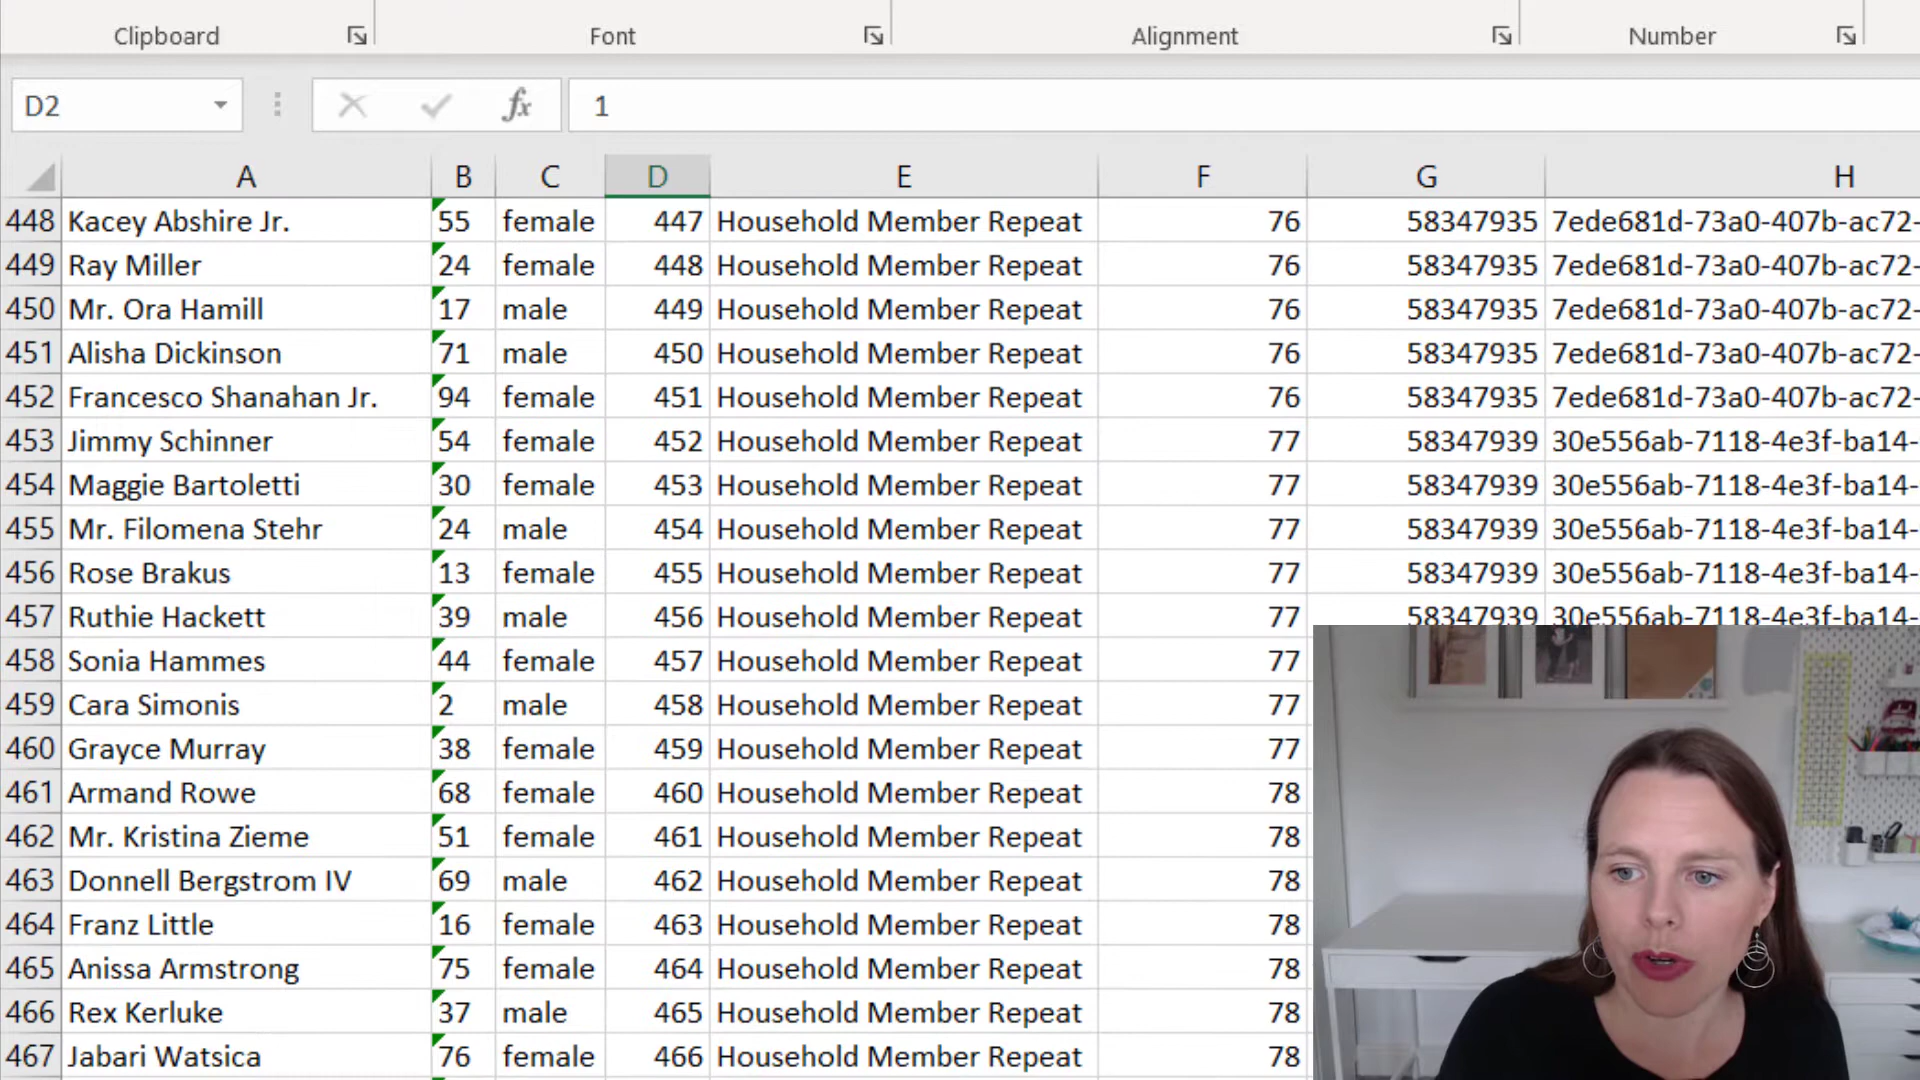 Clipboard Font Alignment Number
D2 fx 1
A B C D E F G H
448 Kacey Abshire Jr. 55 female 447 Household Member Repeat 76 58347935 7ede681d-73a0-407b-ac72-
449 Ray Miller 24 female 448 Household Member Repeat 76 58347935 7ede681d-73a0-407b-ac72-
450 Mr. Ora Hamill 17 male 449 Household Member Repeat 76 58347935 7ede681d-73a0-407b-ac72-
451 Alisha Dickinson 71 male 450 Household Member Repeat 76 58347935 7ede681d-73a0-407b-ac72-
452 Francesco Shanahan Jr. 94 female 451 Household Member Repeat 76 58347935 7ede681d-73a0-407b-ac72-
453 Jimmy Schinner 54 female 452 Household Member Repeat 77 58347939 30e556ab-7118-4e3f-ba14-
454 Maggie Bartoletti 30 female 453 Household Member Repeat 77 58347939 30e556ab-7118-4e3f-ba14-
455 Mr. Filomena Stehr 24 male 454 Household Member Repeat 77 58347939 30e556ab-7118-4e3f-ba14-
456 Rose Brakus 13 female 455 Household Member Repeat 77 58347939 30e556ab-7118-4e3f-ba14-
457 Ruthie Hackett 39 male 456 Household Member Repeat 77 58347939 30e556ab-7118-4e3f-ba14-
458 Sonia Hammes 44 female 457 Household Member Repeat 77
459 Cara Simonis 2 male 458 Household Member Repeat 77
460 Grayce Murray 38 female 459 Household Member Repeat 77
461 Armand Rowe 68 female 460 Household Member Repeat 78
462 Mr. Kristina Zieme 51 female 461 Household Member Repeat 78
463 Donnell Bergstrom IV 69 male 462 Household Member Repeat 78
464 Franz Little 16 female 463 Household Member Repeat 78
465 Anissa Armstrong 75 female 464 Household Member Repeat 78
466 Rex Kerluke 37 male 465 Household Member Repeat 78
467 Jabari Watsica 76 female 466 Household Member Repeat 78